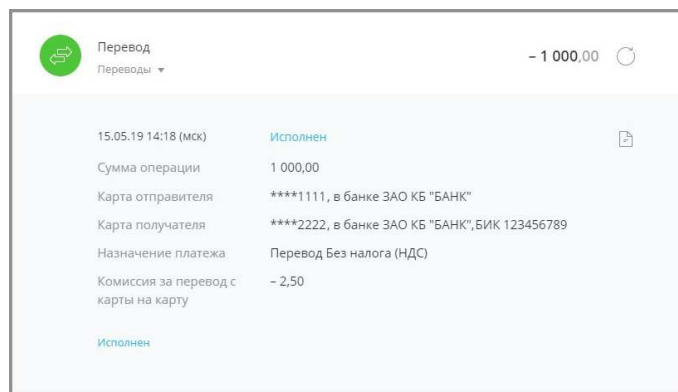 Перевод
– 1 000,00
Переводы
15.05.19 14:18 (мск) Исполнен
Сумма операции 1 000,00
Карта отправителя ****1111, в банке ЗАО КБ "БАНК"
Карта получателя ****2222, в банке ЗАО КБ "БАНК",БИК 123456789
Назначение платежа Перевод Без налога (НДС)
Комиссия за перевод с – 2,50
карты на карту
Исполнен